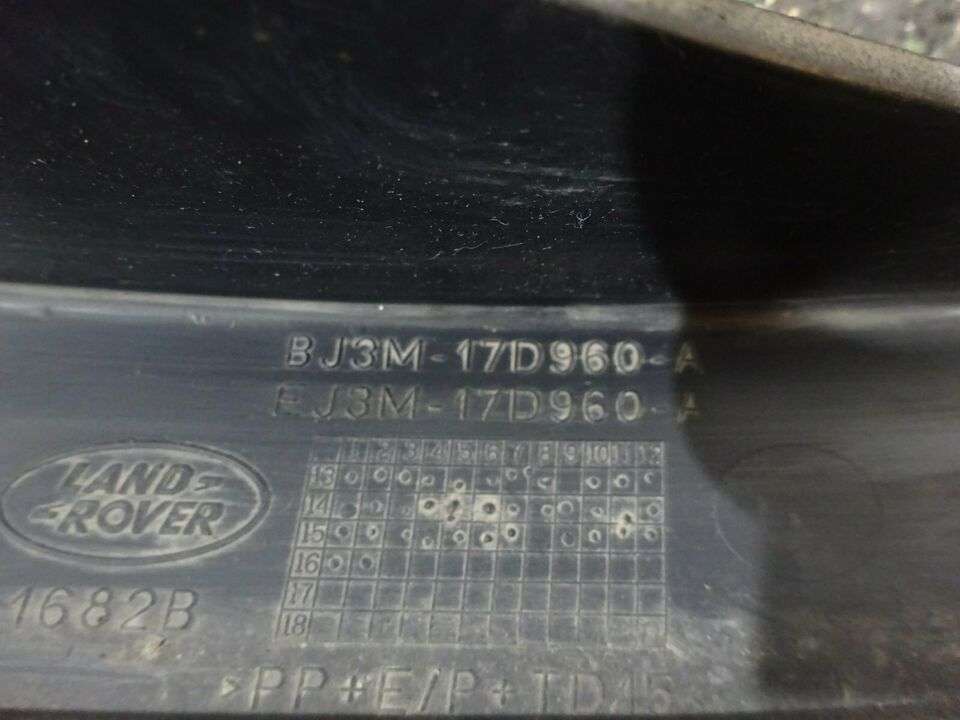 BJ3M-17D960-A
EJ3M-17D960-A
LAND
ROVER
1 2 3 4 5 6 7 8 9 10 11 12
13
14
15
16
17
18
1682B
>PP+E/P+TD15